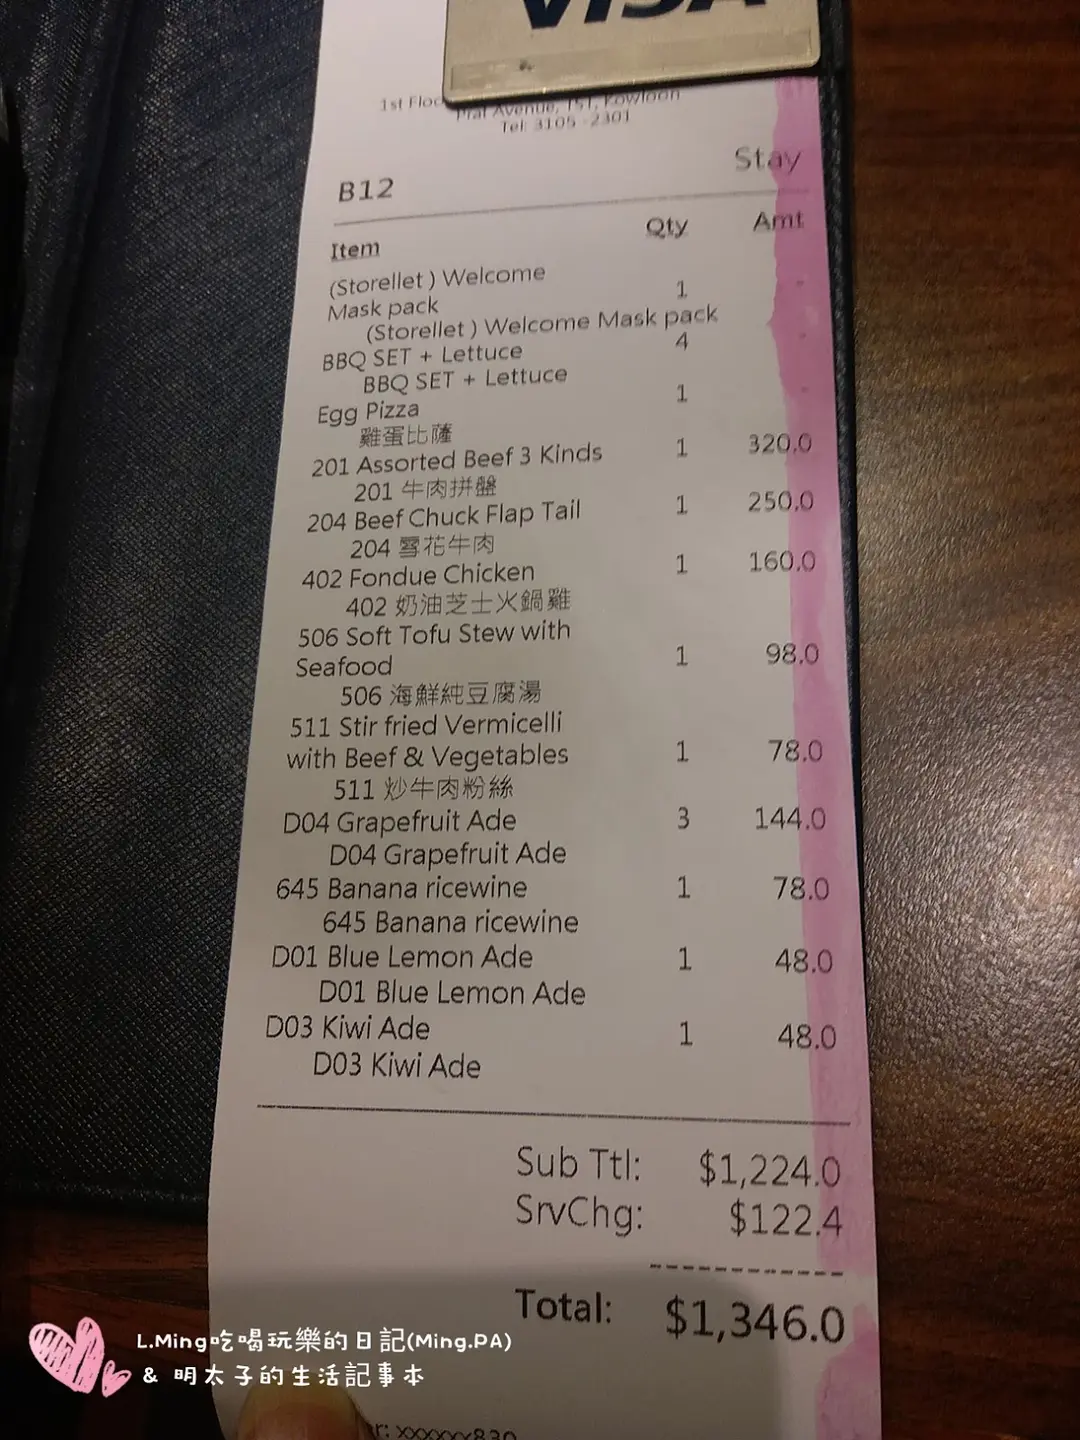 VISA
1st Floo
Prat Avenue, TST, Kowloon
Tel: 3105 -2301
B12 Stay
Item Qty Amt
(Storellet ) Welcome
Mask pack 1 -
(Storellet ) Welcome Mask pack
BBQ SET + Lettuce 4 -
BBQ SET + Lettuce
Egg Pizza 1 -
雞蛋比薩
201 Assorted Beef 3 Kinds 1 320.0
201 牛肉拼盤
204 Beef Chuck Flap Tail 1 250.0
204 雪花牛肉
402 Fondue Chicken 1 160.0
402 奶油芝士火鍋雞
506 Soft Tofu Stew with
Seafood 1 98.0
506 海鮮純豆腐湯
511 Stir fried Vermicelli
with Beef & Vegetables 1 78.0
511 炒牛肉粉絲
D04 Grapefruit Ade 3 144.0
D04 Grapefruit Ade
645 Banana ricewine 1 78.0
645 Banana ricewine
D01 Blue Lemon Ade 1 48.0
D01 Blue Lemon Ade
D03 Kiwi Ade 1 48.0
D03 Kiwi Ade
Sub Ttl: $1,224.0
SrvChg: $122.4
Total: $1,346.0
L.Ming吃喝玩樂的日記(Ming.PA)
& 明太子的生活記事本